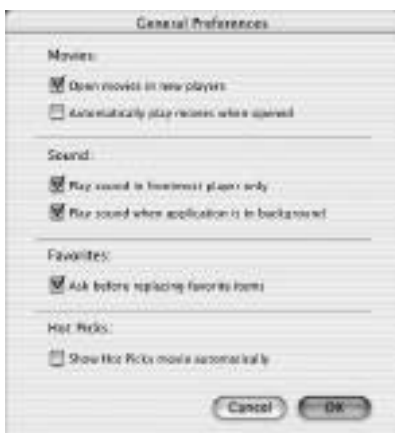 General Preferences
Movies:
Open movies in new players
Automatically play movies when opened
Sound:
Play sound in frontmost player only
Play sound when application is in background
Favorites:
Ask before replacing favorite items
Hot Picks:
Show Hot Picks movie automatically
Cancel OK